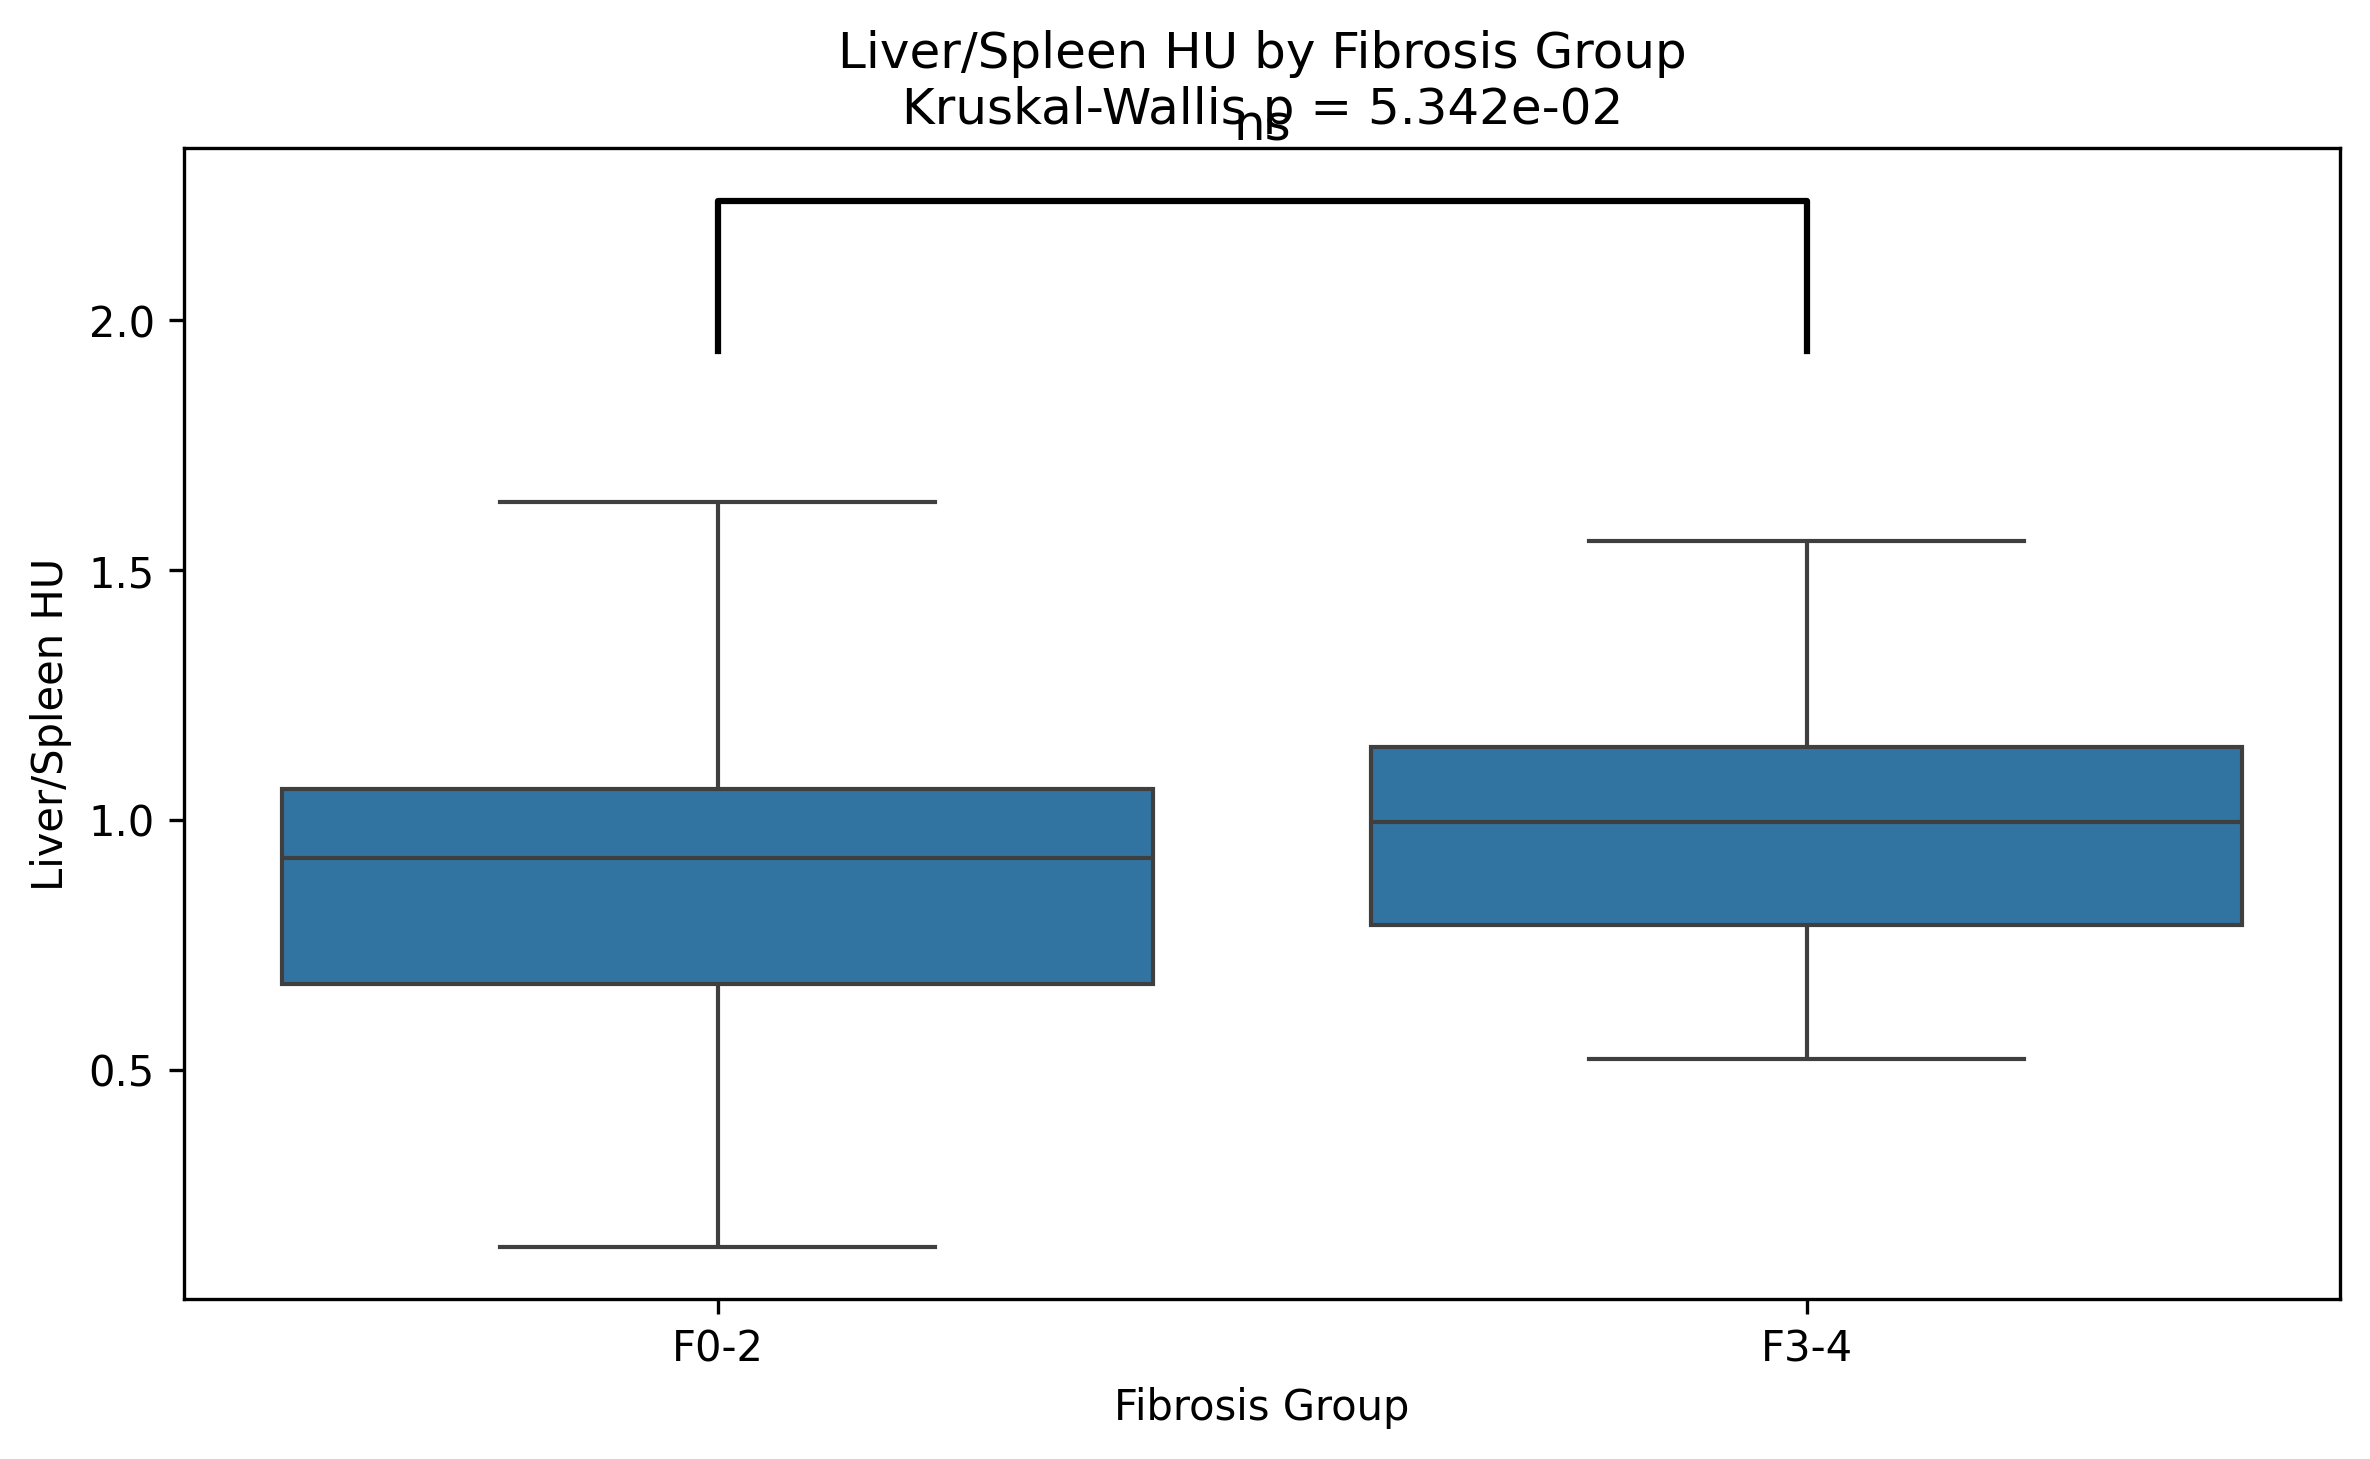 Liver/Spleen HU by Fibrosis Group
Kruskal-Wallis p = 5.342e-02
ns
2.0
1.5
1.0
0.5
Liver/Spleen HU
F0-2
F3-4
Fibrosis Group